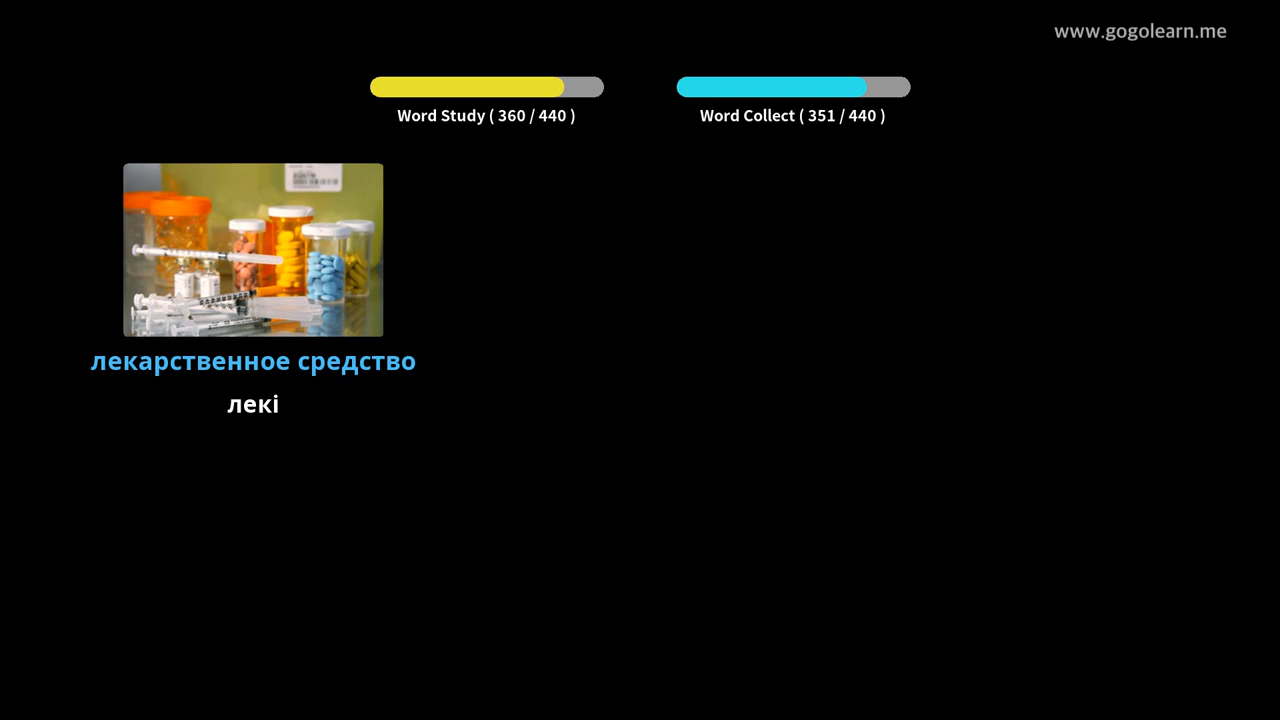 www.gogolearn.me
Word Study ( 360 / 440 )
Word Collect ( 351 / 440 )
лекарственное средство
лекі